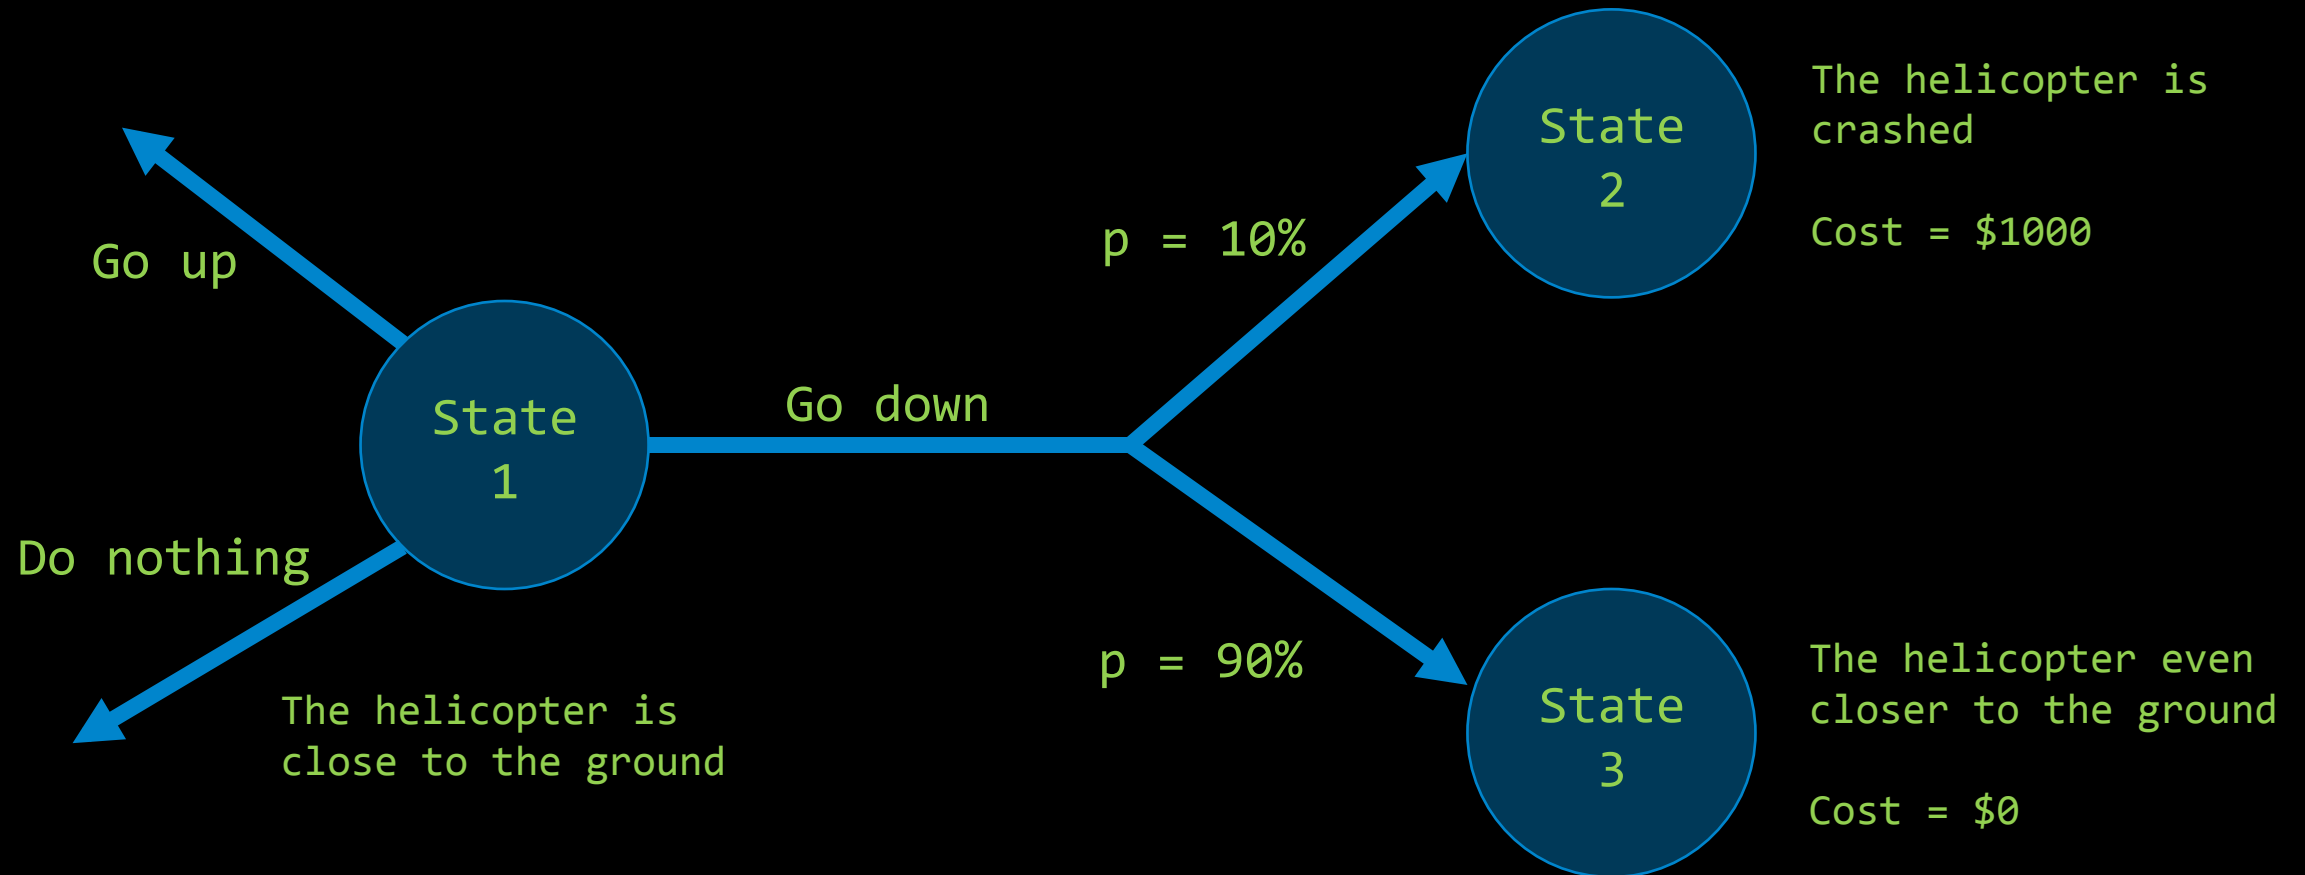 Go up
Do nothing
State
1
The helicopter is
close to the ground
Go down
p = 10%
p = 90%
State
2
The helicopter is
crashed
Cost = $1000
State
3
The helicopter even
closer to the ground
Cost = $0